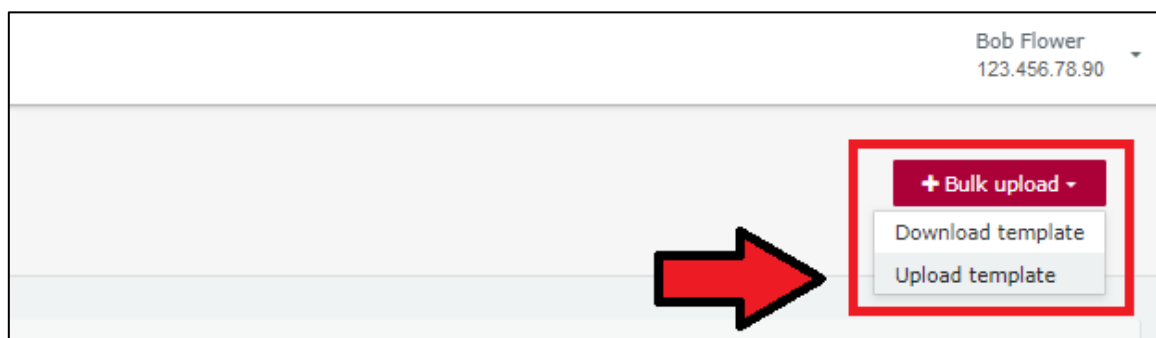 Bob Flower
123.456.78.90
+ Bulk upload
Download template
Upload template